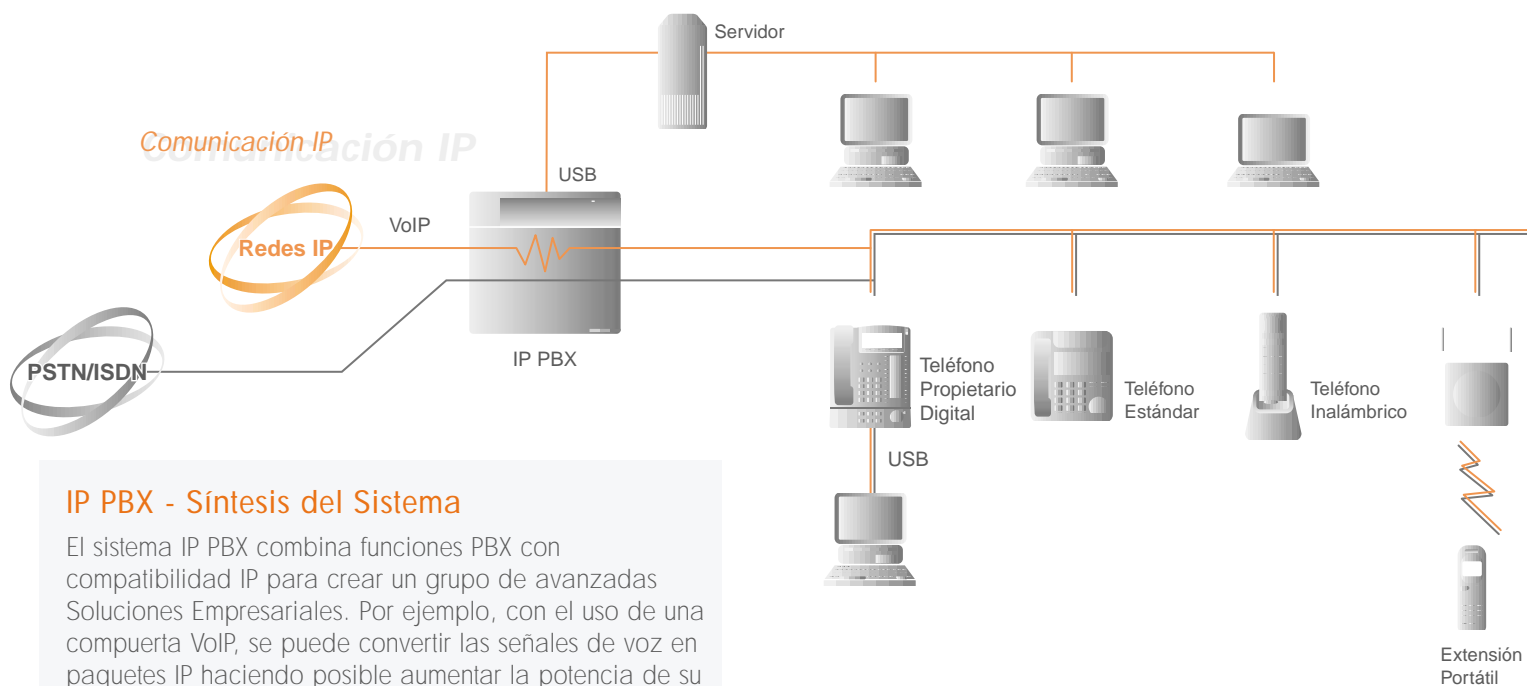 Servidor
Comunicación IP
Comunicación IP
USB
VoIP
Redes IP
PSTN/ISDN
IP PBX
Teléfono
Propietario
Digital
Teléfono
Estándar
Teléfono
Inalámbrico
USB
Extensión
Portátil
IP PBX - Síntesis del Sistema
El sistema IP PBX combina funciones PBX con
compatibilidad IP para crear un grupo de avanzadas
Soluciones Empresariales. Por ejemplo, con el uso de una
compuerta VoIP, se puede convertir las señales de voz en
paquetes IP haciendo posible aumentar la potencia de su